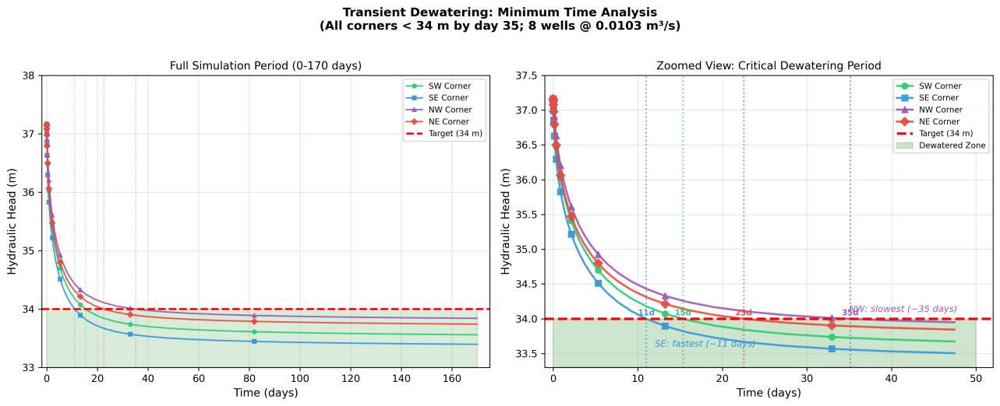 Transient Dewatering: Minimum Time Analysis
(All corners < 34 m by day 35; 8 wells @ 0.0103 m³/s)
Full Simulation Period (0-170 days)
38
37
36
35
34
33
Hydraulic Head (m)
SW Corner
SE Corner
NW Corner
NE Corner
Target (34 m)
0 20 40 60 80 100 120 140 160
Time (days)
Zoomed View: Critical Dewatering Period
37.5
37.0
36.5
36.0
35.5
35.0
34.5
34.0
33.5
Hydraulic Head (m)
SW Corner
SE Corner
NW Corner
NE Corner
Target (34 m)
Dewatered Zone
NW: slowest (~35 days)
11d 15d 23d 35d
SE: fastest (~11 days)
0 10 20 30 40 50
Time (days)